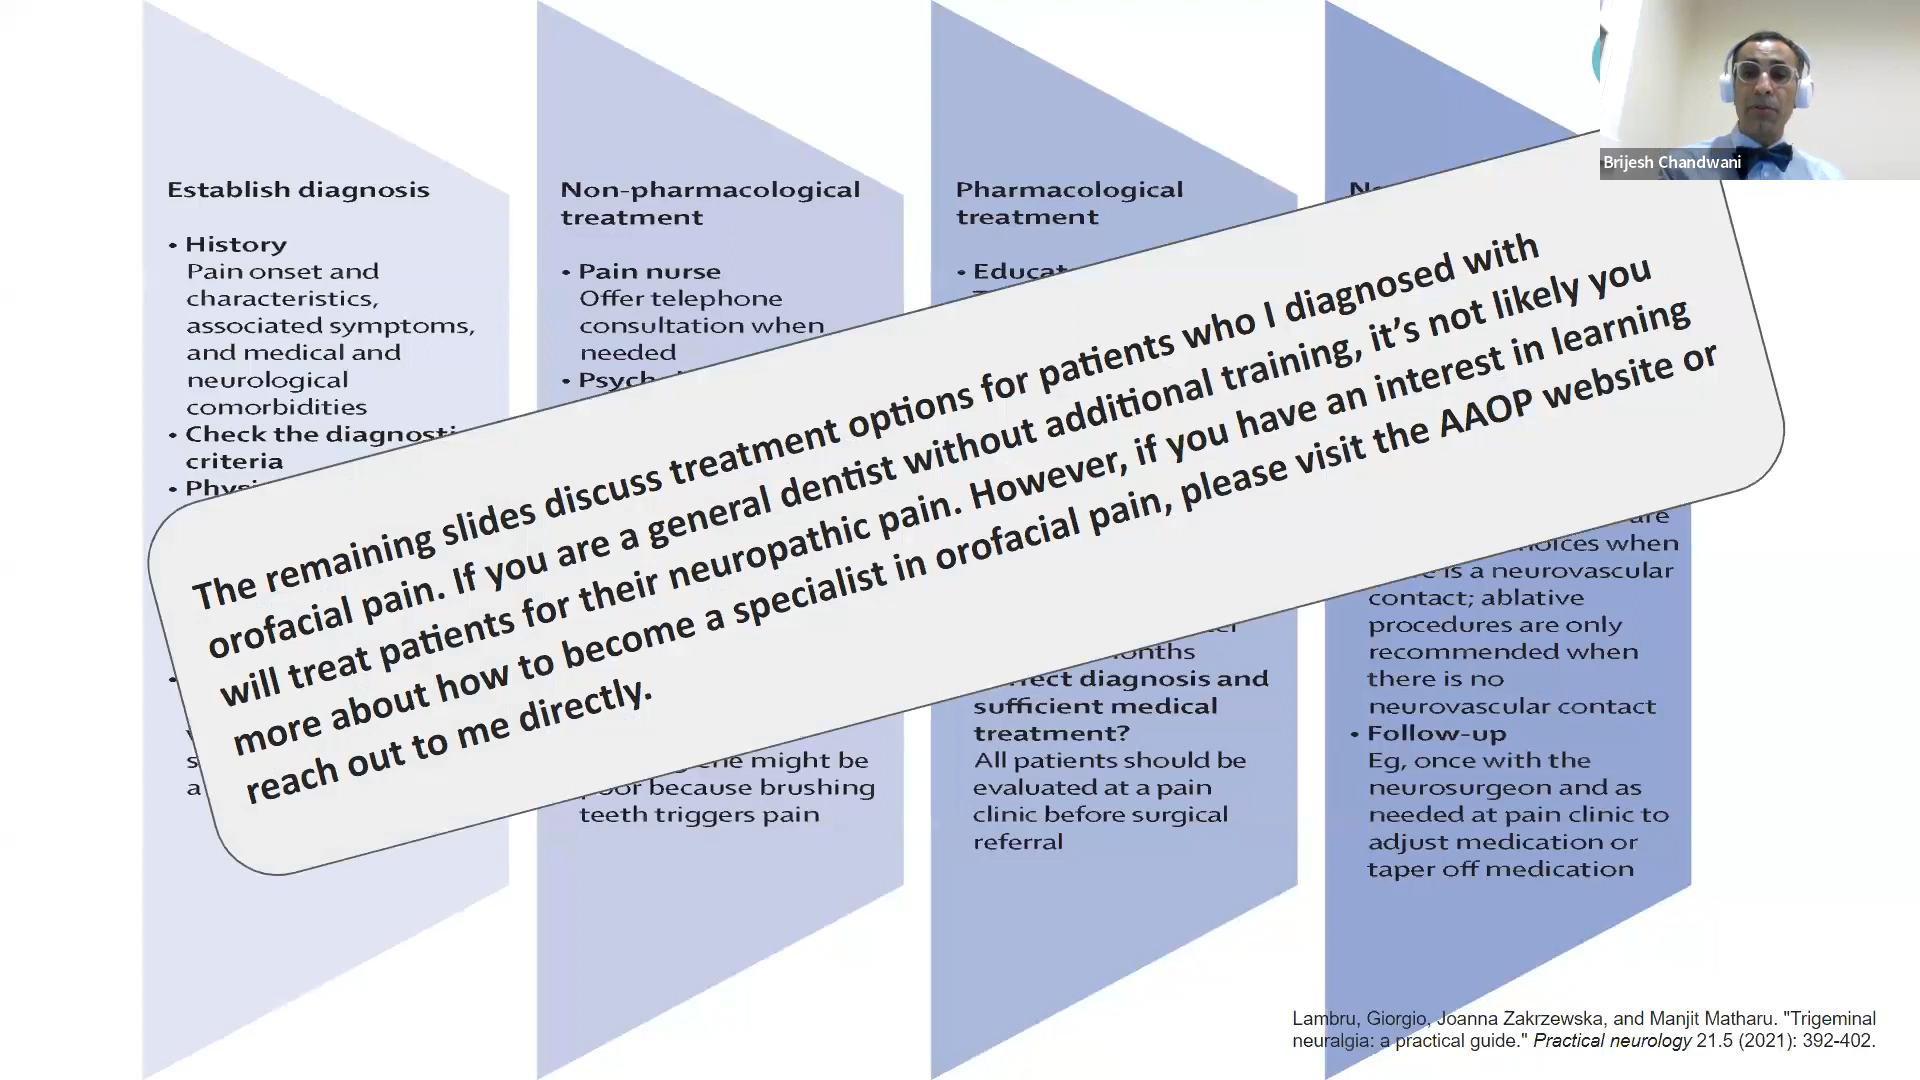 Brijesh Chandwani
Establish diagnosis
• History
Pain onset and
characteristics,
associated symptoms,
and medical and
neurological
comorbidities
• Check the
criteria
Non-pharmacological
treatment
• Pain nurse
Offer telephone
consultation when
needed
might be
because brushing
teeth triggers pain
Pharmacological
treatment
diagnosis and
sufficient medical
treatment?
All patients should be
evaluated at a pain
clinic before surgical
referral
when
is a neurovascular
contact; ablative
procedures are only
recommended when
there is no
neurovascular contact
• Follow-up
Eg, once with the
neurosurgeon and as
needed at pain clinic to
adjust medication or
taper off medication
The remaining slides discuss treatment options for patients who I diagnosed with
orofacial pain. If you are a general dentist without additional training, it’s not likely you
will treat patients for their neuropathic pain. However, if you have an interest in learning
more about how to become a specialist in orofacial pain, please visit the AAOP website or
reach out to me directly.
Lambru, Giorgio, Joanna Zakrzewska, and Manjit Matharu. "Trigeminal
neuralgia: a practical guide." Practical neurology 21.5 (2021): 392-402.